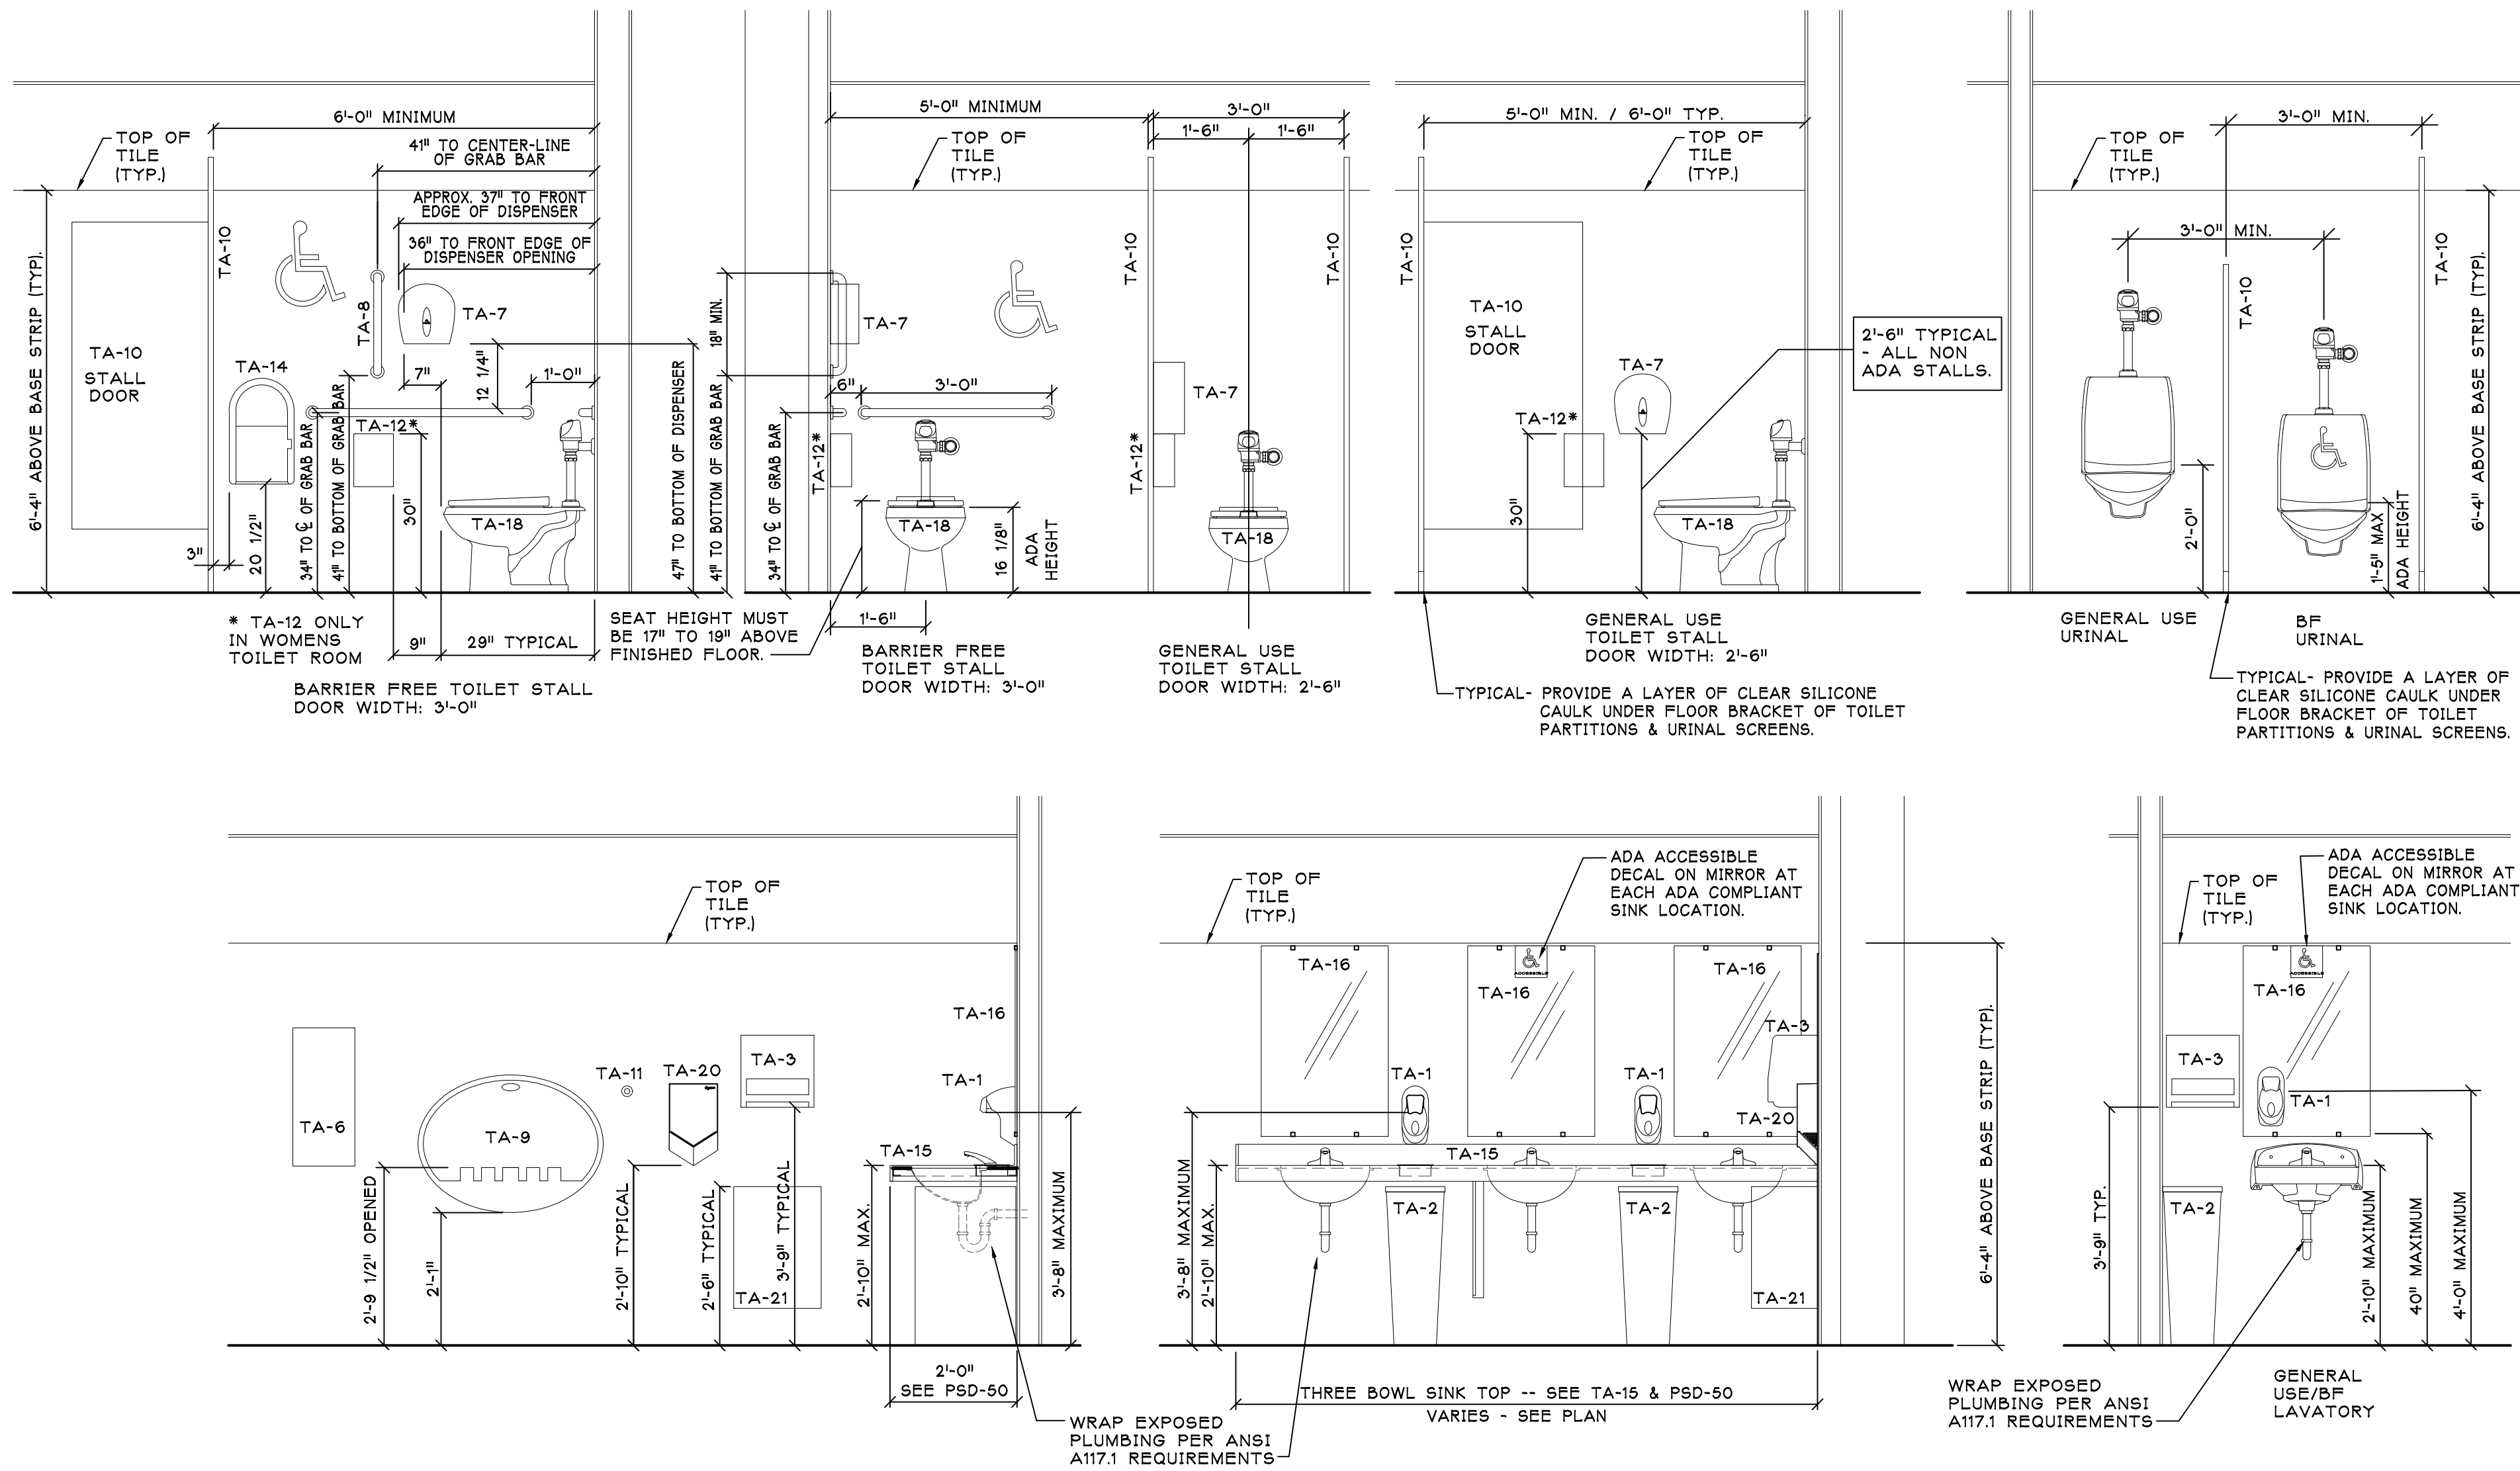 6'-0" MINIMUM
TOP OF
TILE
(TYP.)
41" TO CENTER-LINE
OF GRAB BAR
APPROX. 37" TO FRONT
EDGE OF DISPENSER
36" TO FRONT EDGE OF
DISPENSER OPENING
6'-4" ABOVE BASE STRIP (TYP).
TA-10
TA-10
STALL
DOOR
TA-14
TA-8
TA-7
7"
12 1/4"
1'-0"
TA-12*
TA-18
3"
20 1/2"
34" TO ℄ OF GRAB BAR
41" TO BOTTOM OF GRAB BAR
30"
47" TO BOTTOM OF DISPENSER
* TA-12 ONLY
IN WOMENS
TOILET ROOM
9"
29" TYPICAL
BARRIER FREE TOILET STALL
DOOR WIDTH: 3'-0"
5'-0" MINIMUM
3'-0"
1'-6"
1'-6"
TOP OF
TILE
(TYP.)
TA-10
TA-10
18" MIN.
41" TO BOTTOM OF GRAB BAR
34" TO ℄ OF GRAB BAR
TA-7
6"
3'-0"
TA-7
TA-12*
TA-12*
TA-18
TA-18
16 1/8"
ADA
HEIGHT
SEAT HEIGHT MUST
BE 17" TO 19" ABOVE
FINISHED FLOOR.
1'-6"
BARRIER FREE
TOILET STALL
DOOR WIDTH: 3'-0"
GENERAL USE
TOILET STALL
DOOR WIDTH: 2'-6"
5'-0" MIN. / 6'-0" TYP.
TOP OF
TILE
(TYP.)
TA-10
TA-10
STALL
DOOR
TA-7
TA-12*
30"
TA-18
2'-6" TYPICAL
- ALL NON
ADA STALLS.
GENERAL USE
TOILET STALL
DOOR WIDTH: 2'-6"
TYPICAL- PROVIDE A LAYER OF CLEAR SILICONE
CAULK UNDER FLOOR BRACKET OF TOILET
PARTITIONS & URINAL SCREENS.
3'-0" MIN.
TOP OF
TILE
(TYP.)
3'-0" MIN.
TA-10
TA-10
6'-4" ABOVE BASE STRIP (TYP).
2'-0"
1'-5" MAX
ADA HEIGHT
GENERAL USE
URINAL
BF
URINAL
TYPICAL- PROVIDE A LAYER OF
CLEAR SILICONE CAULK UNDER
FLOOR BRACKET OF TOILET
PARTITIONS & URINAL SCREENS.
TOP OF
TILE
(TYP.)
TA-16
TA-6
TA-9
TA-11
TA-20
TA-3
TA-1
TA-15
TA-21
2'-9 1/2" OPENED
2'-1"
2'-10" TYPICAL
2'-6" TYPICAL
3'-9" TYPICAL
2'-10" MAX.
3'-8" MAXIMUM
2'-0"
SEE PSD-50
WRAP EXPOSED
PLUMBING PER ANSI
A117.1 REQUIREMENTS
TOP OF
TILE
(TYP.)
ADA ACCESSIBLE
DECAL ON MIRROR AT
EACH ADA COMPLIANT
SINK LOCATION.
TA-16
ACCESSIBLE
TA-16
TA-16
TA-3
TA-1
TA-1
TA-20
TA-15
TA-2
TA-2
TA-21
3'-8" MAXIMUM
2'-10" MAX.
6'-4" ABOVE BASE STRIP (TYP).
THREE BOWL SINK TOP -- SEE TA-15 & PSD-50
VARIES - SEE PLAN
TOP OF
TILE
(TYP.)
ADA ACCESSIBLE
DECAL ON MIRROR AT
EACH ADA COMPLIANT
SINK LOCATION.
ACCESSIBLE
TA-16
TA-3
TA-1
TA-2
3'-9" TYP.
2'-10" MAXIMUM
40" MAXIMUM
4'-0" MAXIMUM
WRAP EXPOSED
PLUMBING PER ANSI
A117.1 REQUIREMENTS
GENERAL
USE/BF
LAVATORY